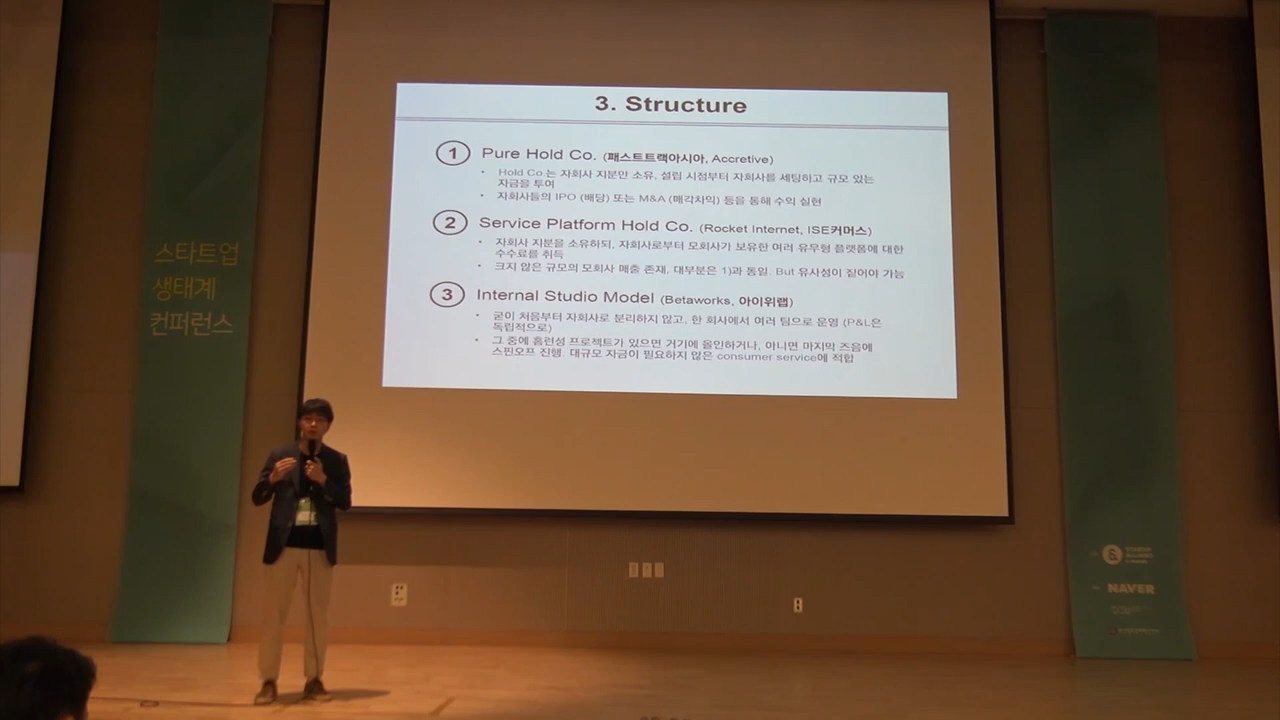 3. Structure
1 Pure Hold Co. (패스트트랙아시아, Accretive)
• Hold Co 는 자회사 지분만 소유. 설립 시점부터 자회사를 세팅하고 규모 있는
자금을 투여
• 자회사들의 IPO (배당) 또는 M&A (매각차익) 등을 통해 수익 실현
2 Service Platform Hold Co. (Rocket Internet, ISE커머스)
• 자회사 지분을 소유하되, 자회사로부터 모회사가 보유한 여러 유무형 플랫폼에 대한
수수료를 취득
• 크지 않은 규모의 모회사 매출 존재, 대부분은 1)과 동일. But 유사성이 짙어야 가능
3 Internal Studio Model (Betaworks, 아이위랩)
• 굳이 처음부터 자회사로 분리하지 않고, 한 회사에서 여러 팀으로 운영 (P&L은
독립적으로)
• 그 중에 홈런성 프로젝트가 있으면 거기에 올인하거나, 아니면 마지막 즈음에
스핀오프 진행. 대규모 자금이 필요하지 않은 consumer service에 적합
스타트업
생태계
컨퍼런스
STARTUP
ALLIANCE
NAVER